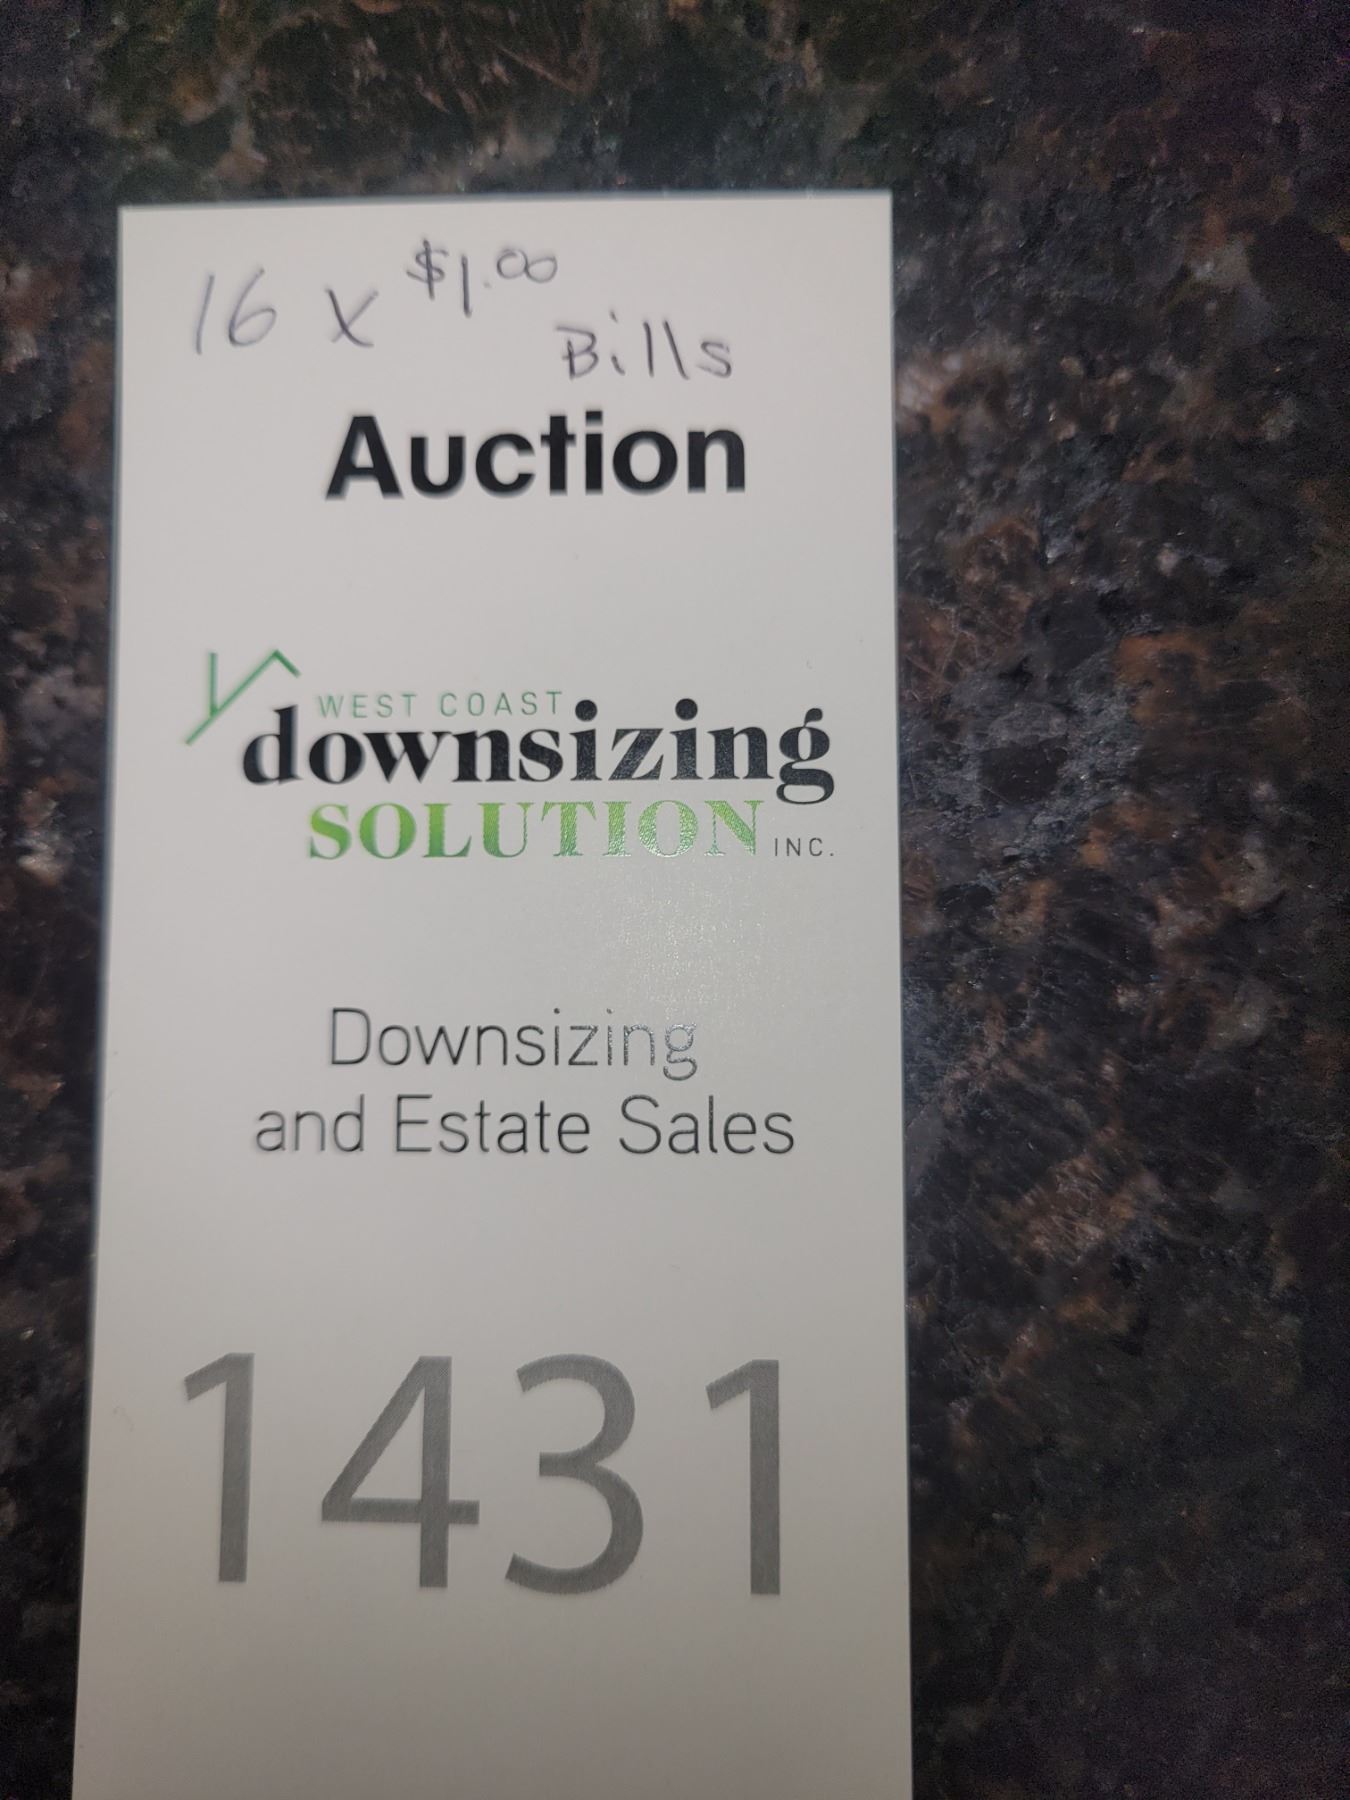 16 x $1.00
Bills
Auction
WEST COAST
downsizing
SOLUTION INC.
Downsizing
and Estate Sales
1431